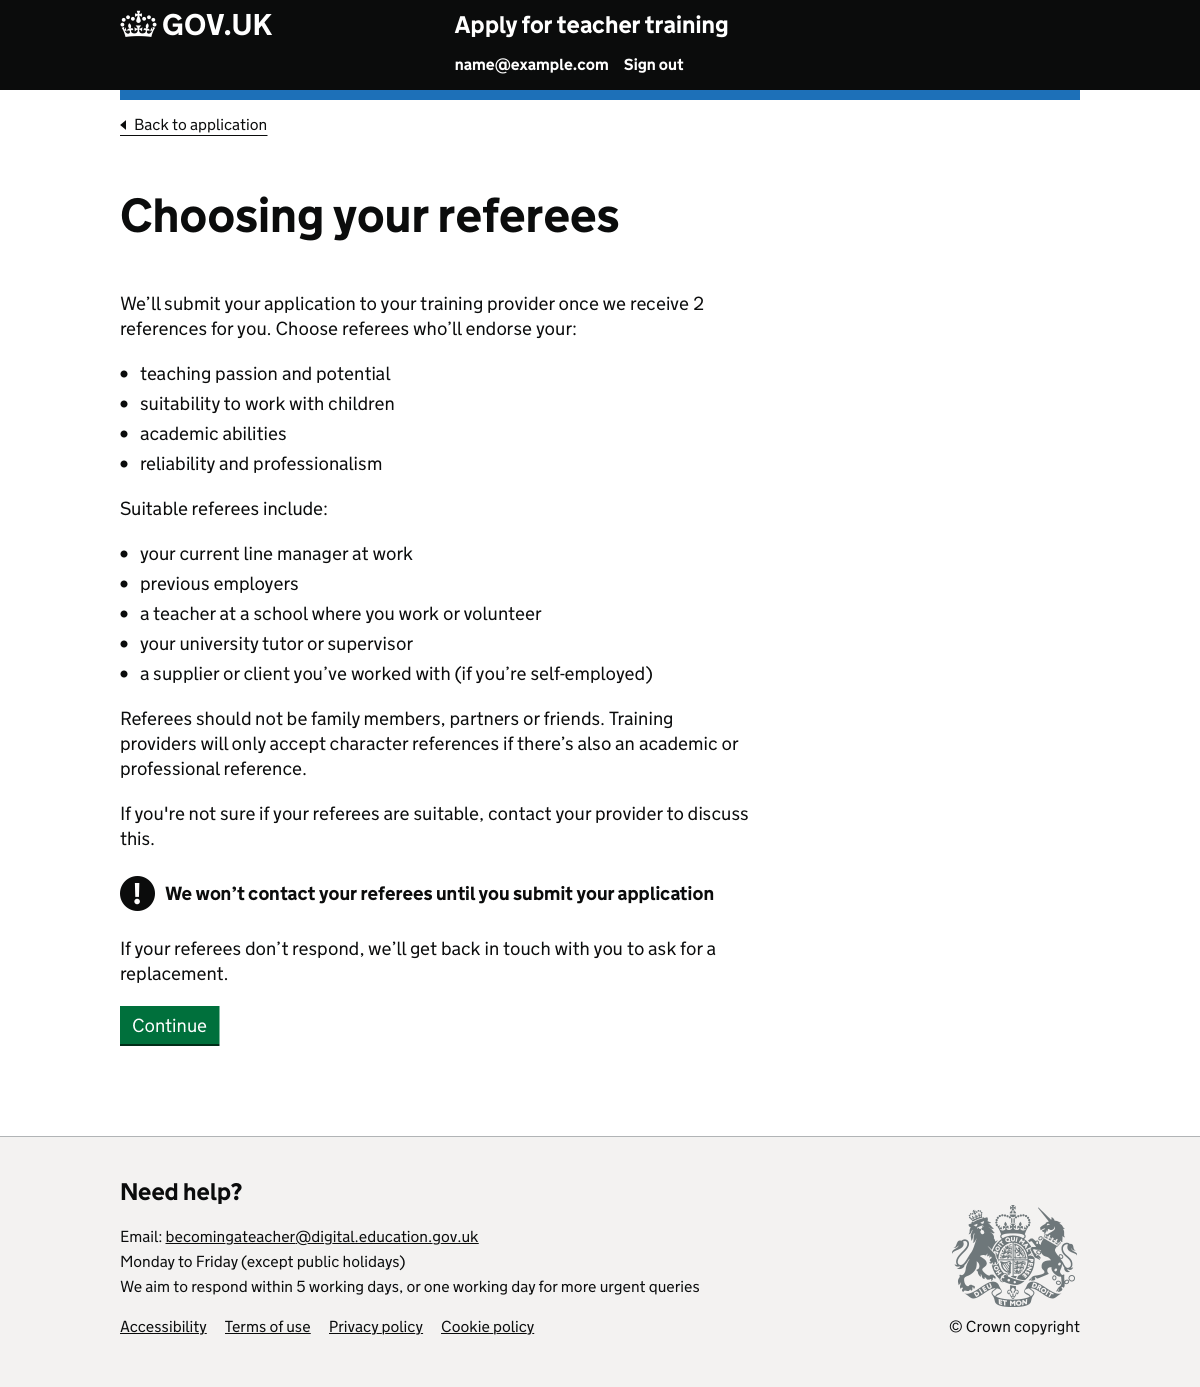 GOV.UK
Apply for teacher training
name@example.com Sign out
Back to application
Choosing your referees
We’ll submit your application to your training provider once we receive 2
references for you. Choose referees who’ll endorse your:
• teaching passion and potential
• suitability to work with children
• academic abilities
• reliability and professionalism
Suitable referees include:
• your current line manager at work
• previous employers
• a teacher at a school where you work or volunteer
• your university tutor or supervisor
• a supplier or client you’ve worked with (if you’re self-employed)
Referees should not be family members, partners or friends. Training
providers will only accept character references if there’s also an academic or
professional reference.
If you're not sure if your referees are suitable, contact your provider to discuss
this.
! We won’t contact your referees until you submit your application
If your referees don’t respond, we’ll get back in touch with you to ask for a
replacement.
Continue
Need help?
Email: becomingateacher@digital.education.gov.uk
Monday to Friday (except public holidays)
We aim to respond within 5 working days, or one working day for more urgent queries
Accessibility Terms of use Privacy policy Cookie policy
DIEU ET MON DROIT
© Crown copyright